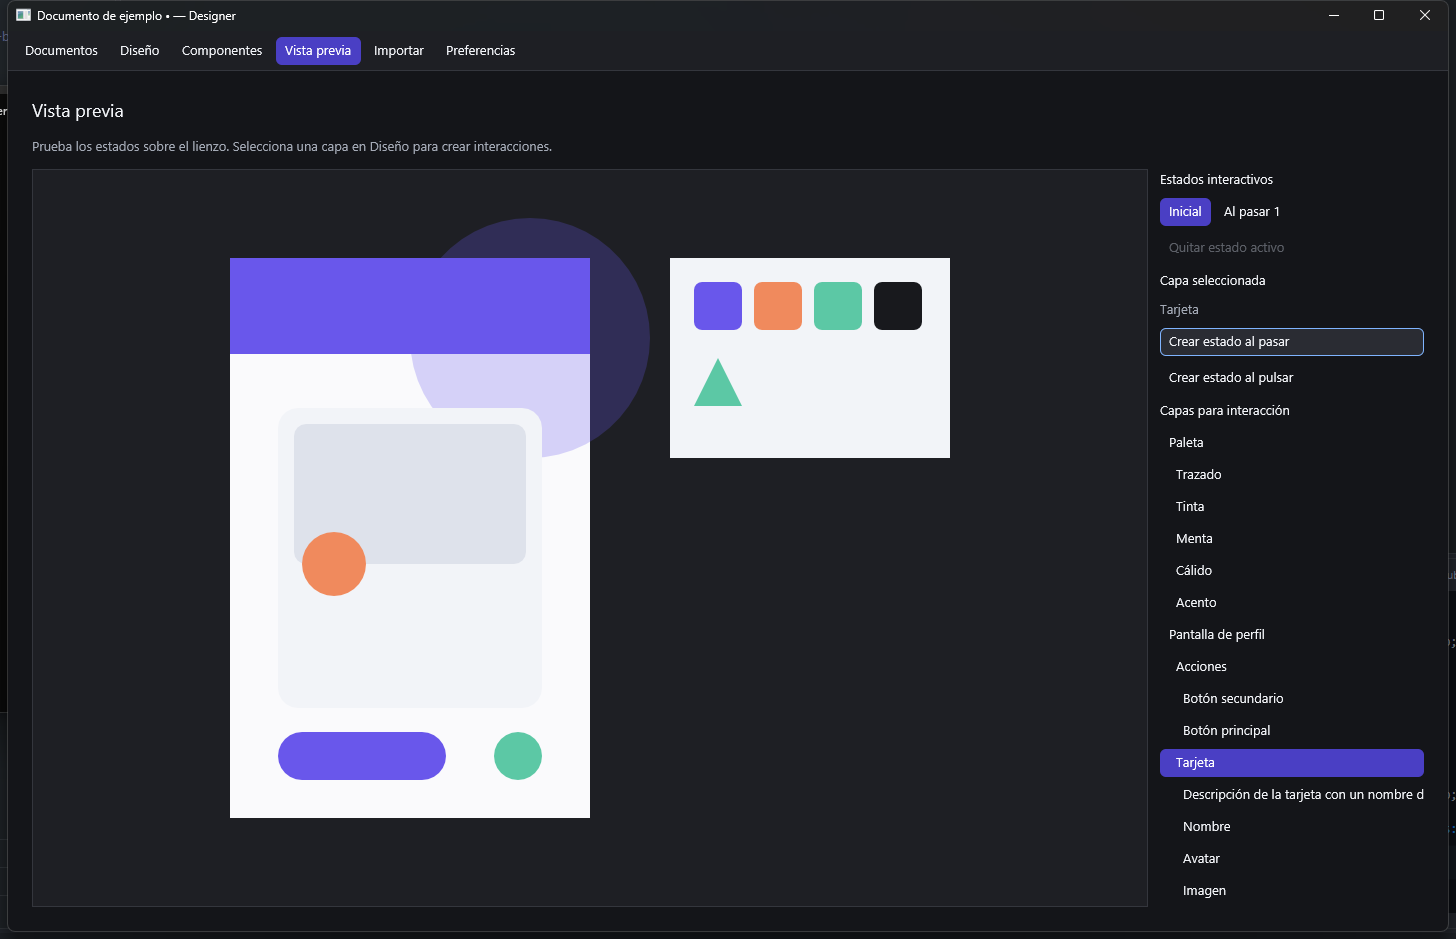 Documento de ejemplo • — Designer
Documentos
Diseño
Componentes
Vista previa
Importar
Preferencias
Vista previa
Prueba los estados sobre el lienzo. Selecciona una capa en Diseño para crear interacciones.
Estados interactivos
Inicial
Al pasar 1
Quitar estado activo
Capa seleccionada
Tarjeta
Crear estado al pasar
Crear estado al pulsar
Capas para interacción
Paleta
Trazado
Tinta
Menta
Cálido
Acento
Pantalla de perfil
Acciones
Botón secundario
Botón principal
Tarjeta
Descripción de la tarjeta con un nombre d
Nombre
Avatar
Imagen